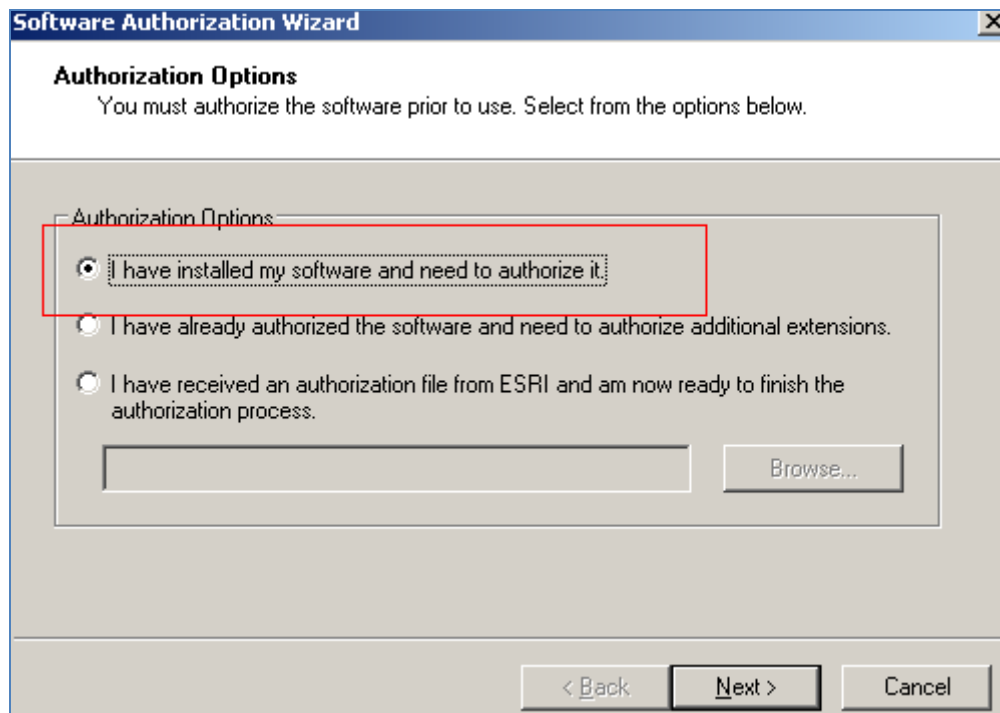 Software Authorization Wizard
Authorization Options
You must authorize the software prior to use. Select from the options below.
Authorization Options
I have installed my software and need to authorize it.
I have already authorized the software and need to authorize additional extensions.
I have received an authorization file from ESRI and am now ready to finish the
authorization process.
Browse...
< Back
Next >
Cancel